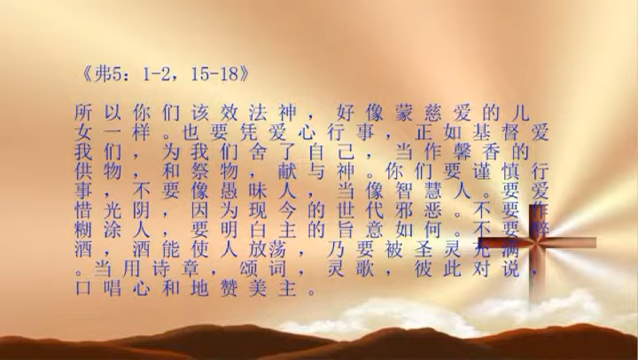 《弗5：1-2，15-18》
所以你们该效法神，好像蒙慈爱的儿
女一样。也要凭爱心行事，正如基督爱
我们，为我们舍了自己，当作馨香的
供物，和祭物，献与神。你们要谨慎行
事，不要像愚昧人，当像智慧人。要爱
惜光阴，因为现今的世代邪恶。不要作
糊涂人，要明白主的旨意如何。不要醉
酒，酒能使人放荡，乃要被圣灵充满
。当用诗章，颂词，灵歌，彼此对说，
口唱心和地赞美主。